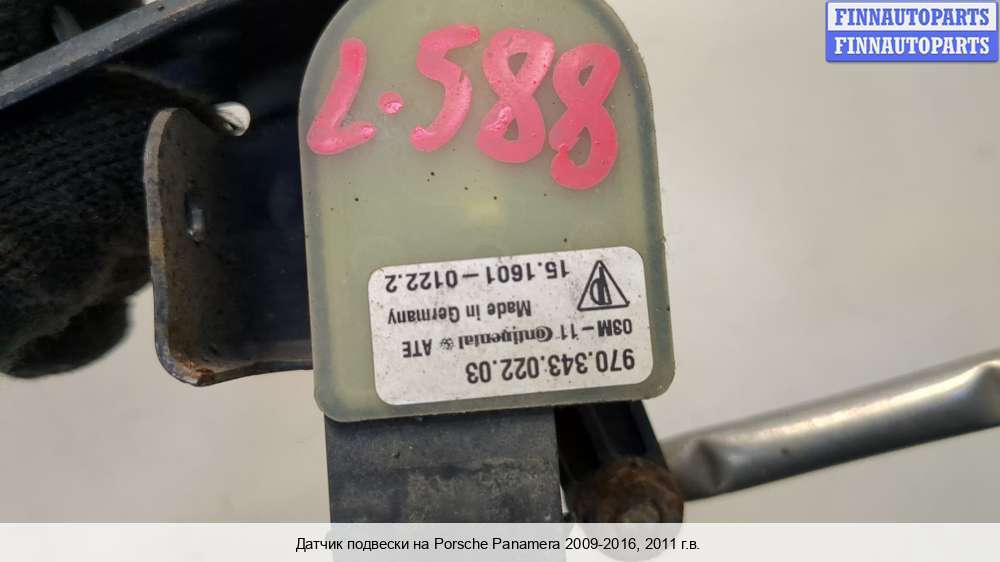 FINNAUTOPARTS
FINNAUTOPARTS
L-588
970.343.022.03
03M-11 Continental ATE
Made in Germany
15.1601-0122.2
Датчик подвески на Porsche Panamera 2009-2016, 2011 г.в.